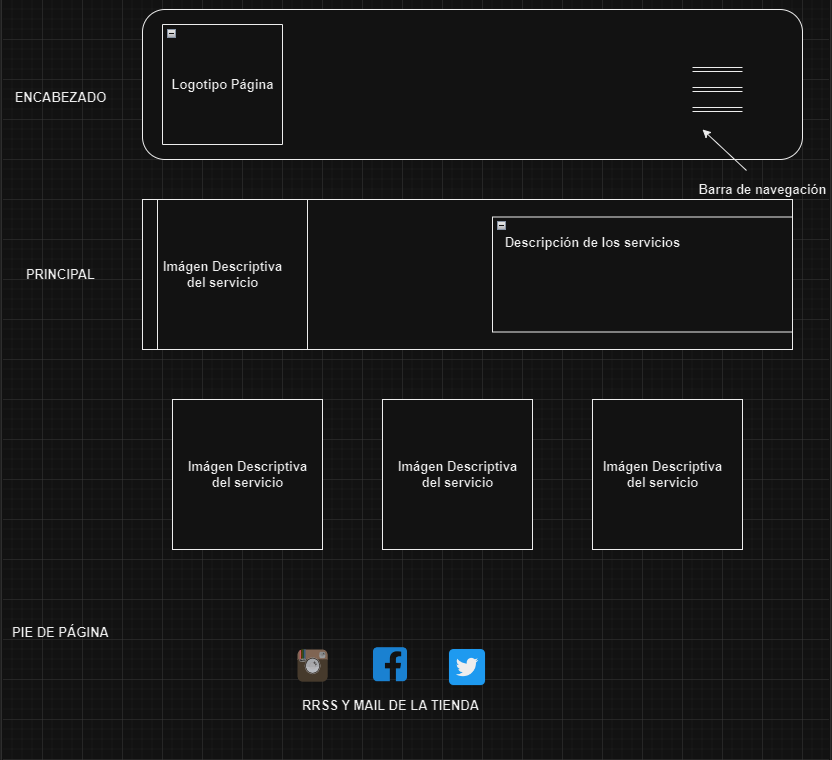 Logotipo Página
ENCABEZADO
Barra de navegación
PRINCIPAL
Imágen Descriptiva
del servicio
Descripción de los servicios
Imágen Descriptiva
del servicio
Imágen Descriptiva
del servicio
Imágen Descriptiva
del servicio
PIE DE PÁGINA
RRSS Y MAIL DE LA TIENDA